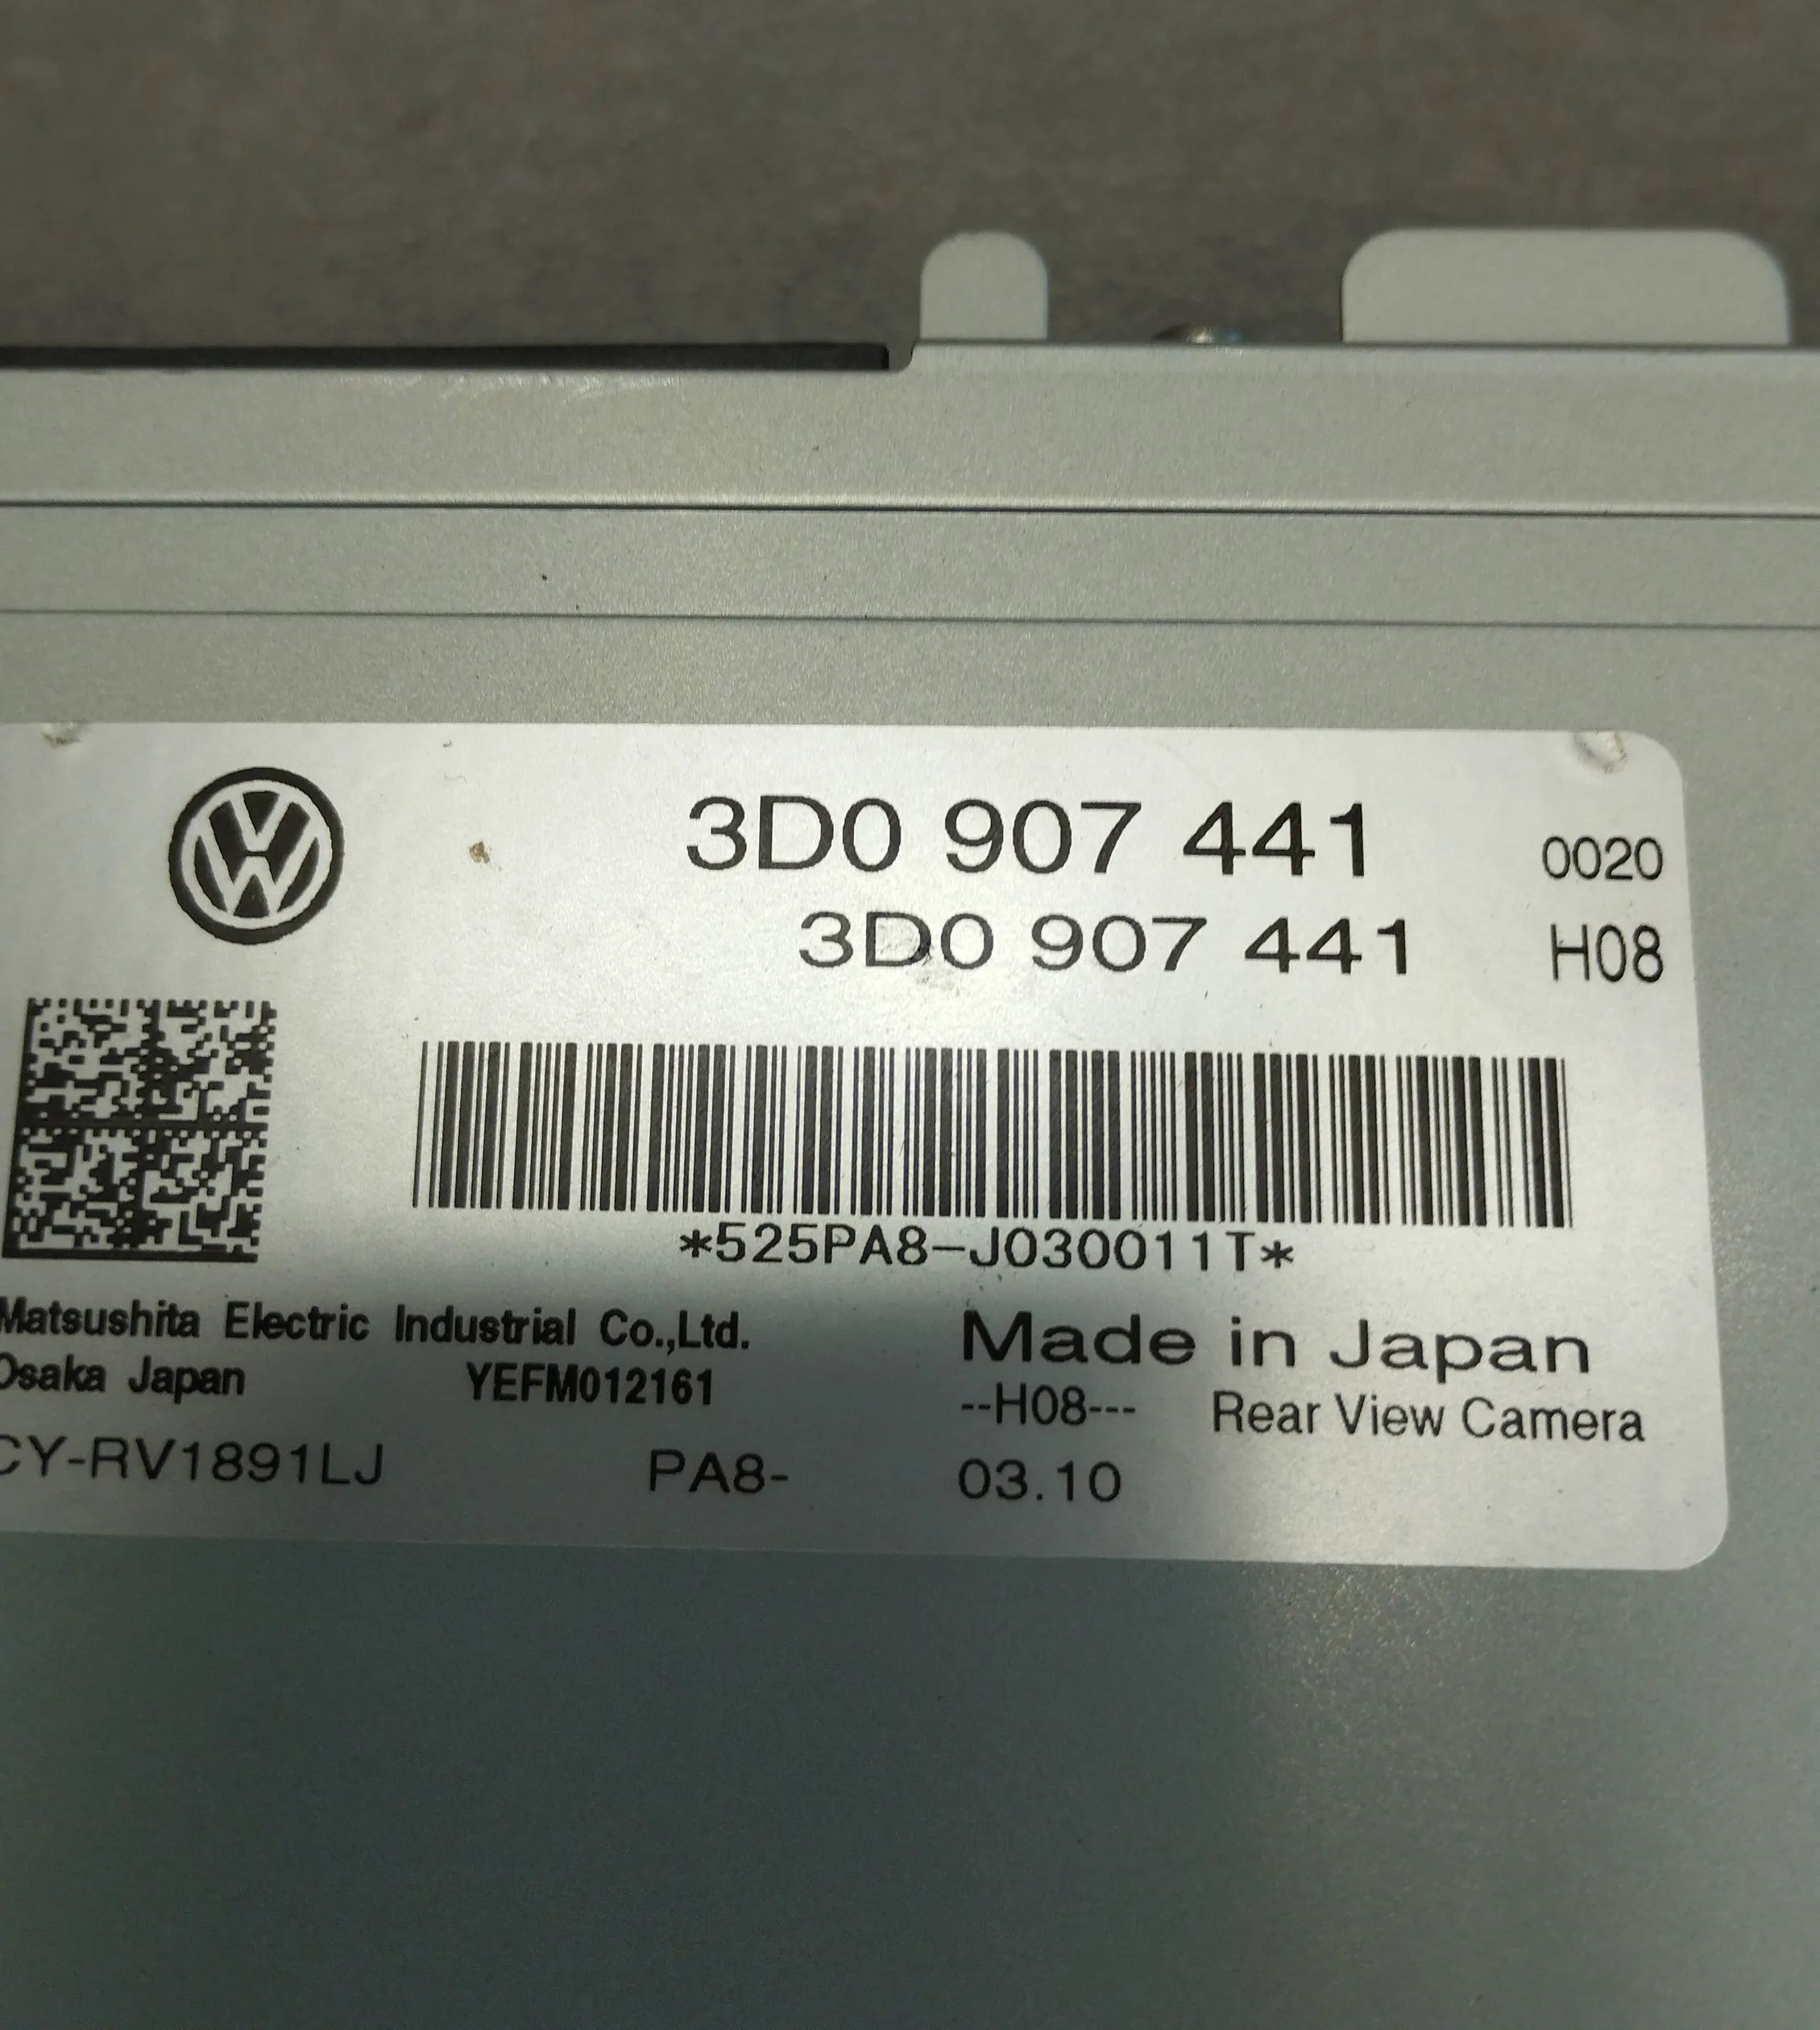 3D0 907 441 0020
3D0 907 441 H08
*525PA8-J030011T*
Matsushita Electric Industrial Co.,Ltd.
Osaka Japan YEFM012161
Made in Japan
--H08--- Rear View Camera
CY-RV1891LJ PA8- 03.10